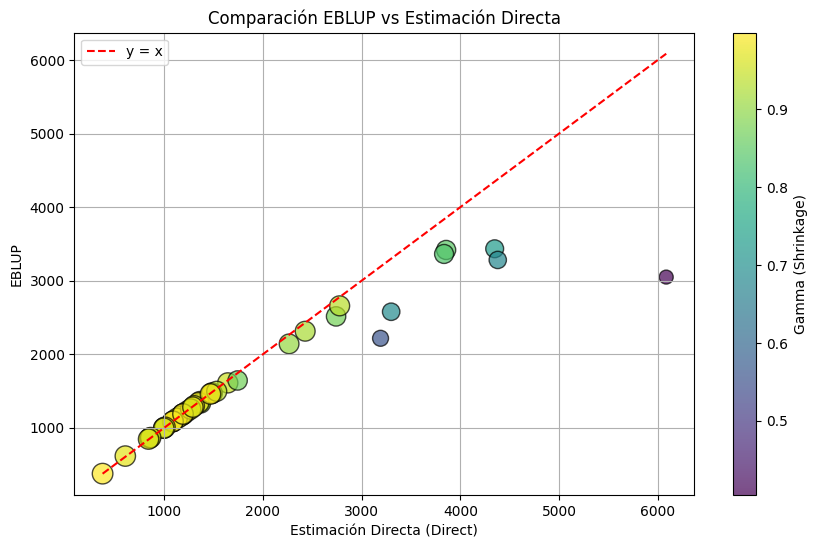 Comparación EBLUP vs Estimación Directa
y = x
EBLUP
6000
5000
4000
3000
2000
1000
1000 2000 3000 4000 5000 6000
Estimación Directa (Direct)
0.9
0.8
0.7
0.6
0.5
Gamma (Shrinkage)